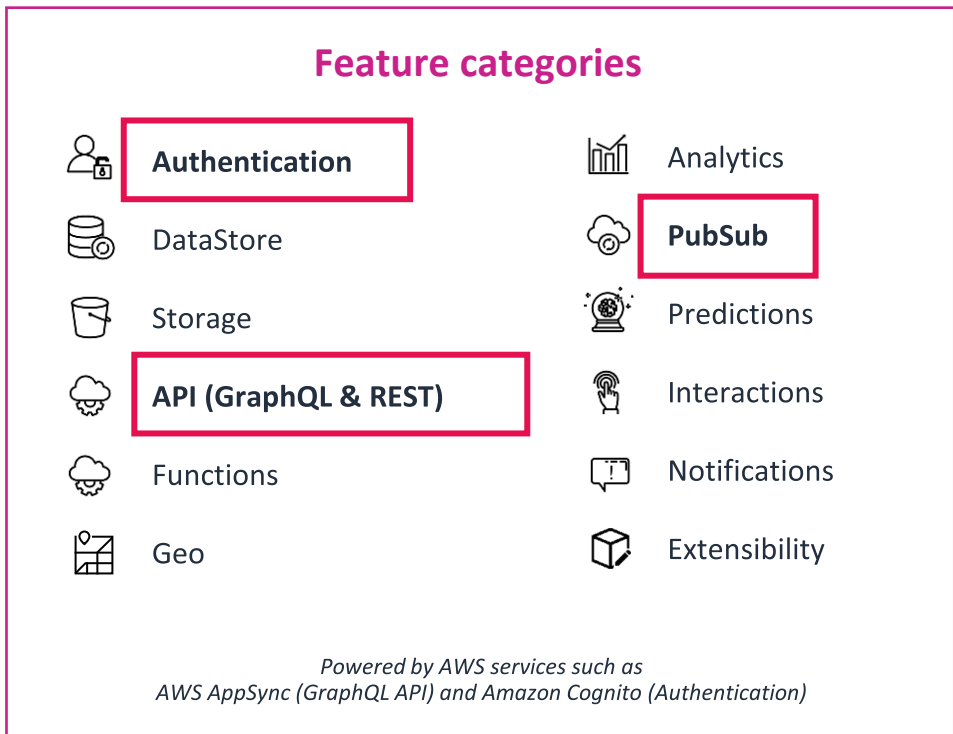 Feature categories
Authentication
DataStore
Storage
API (GraphQL & REST)
Functions
Geo
Analytics
PubSub
Predictions
Interactions
Notifications
Extensibility
Powered by AWS services such as
AWS AppSync (GraphQL API) and Amazon Cognito (Authentication)